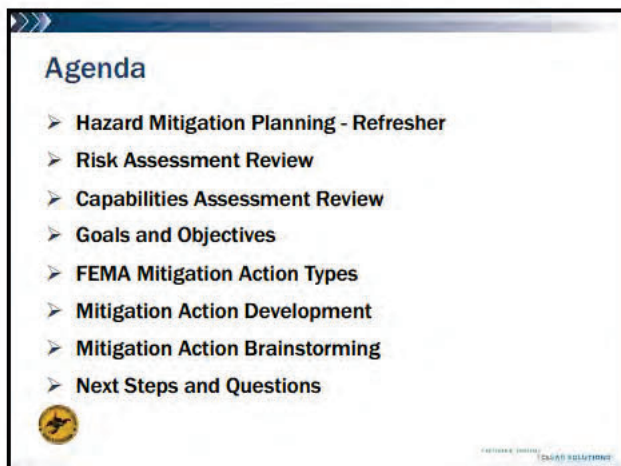 Agenda
➢ Hazard Mitigation Planning - Refresher
➢ Risk Assessment Review
➢ Capabilities Assessment Review
➢ Goals and Objectives
➢ FEMA Mitigation Action Types
➢ Mitigation Action Development
➢ Mitigation Action Brainstorming
➢ Next Steps and Questions
SOLUTIONS